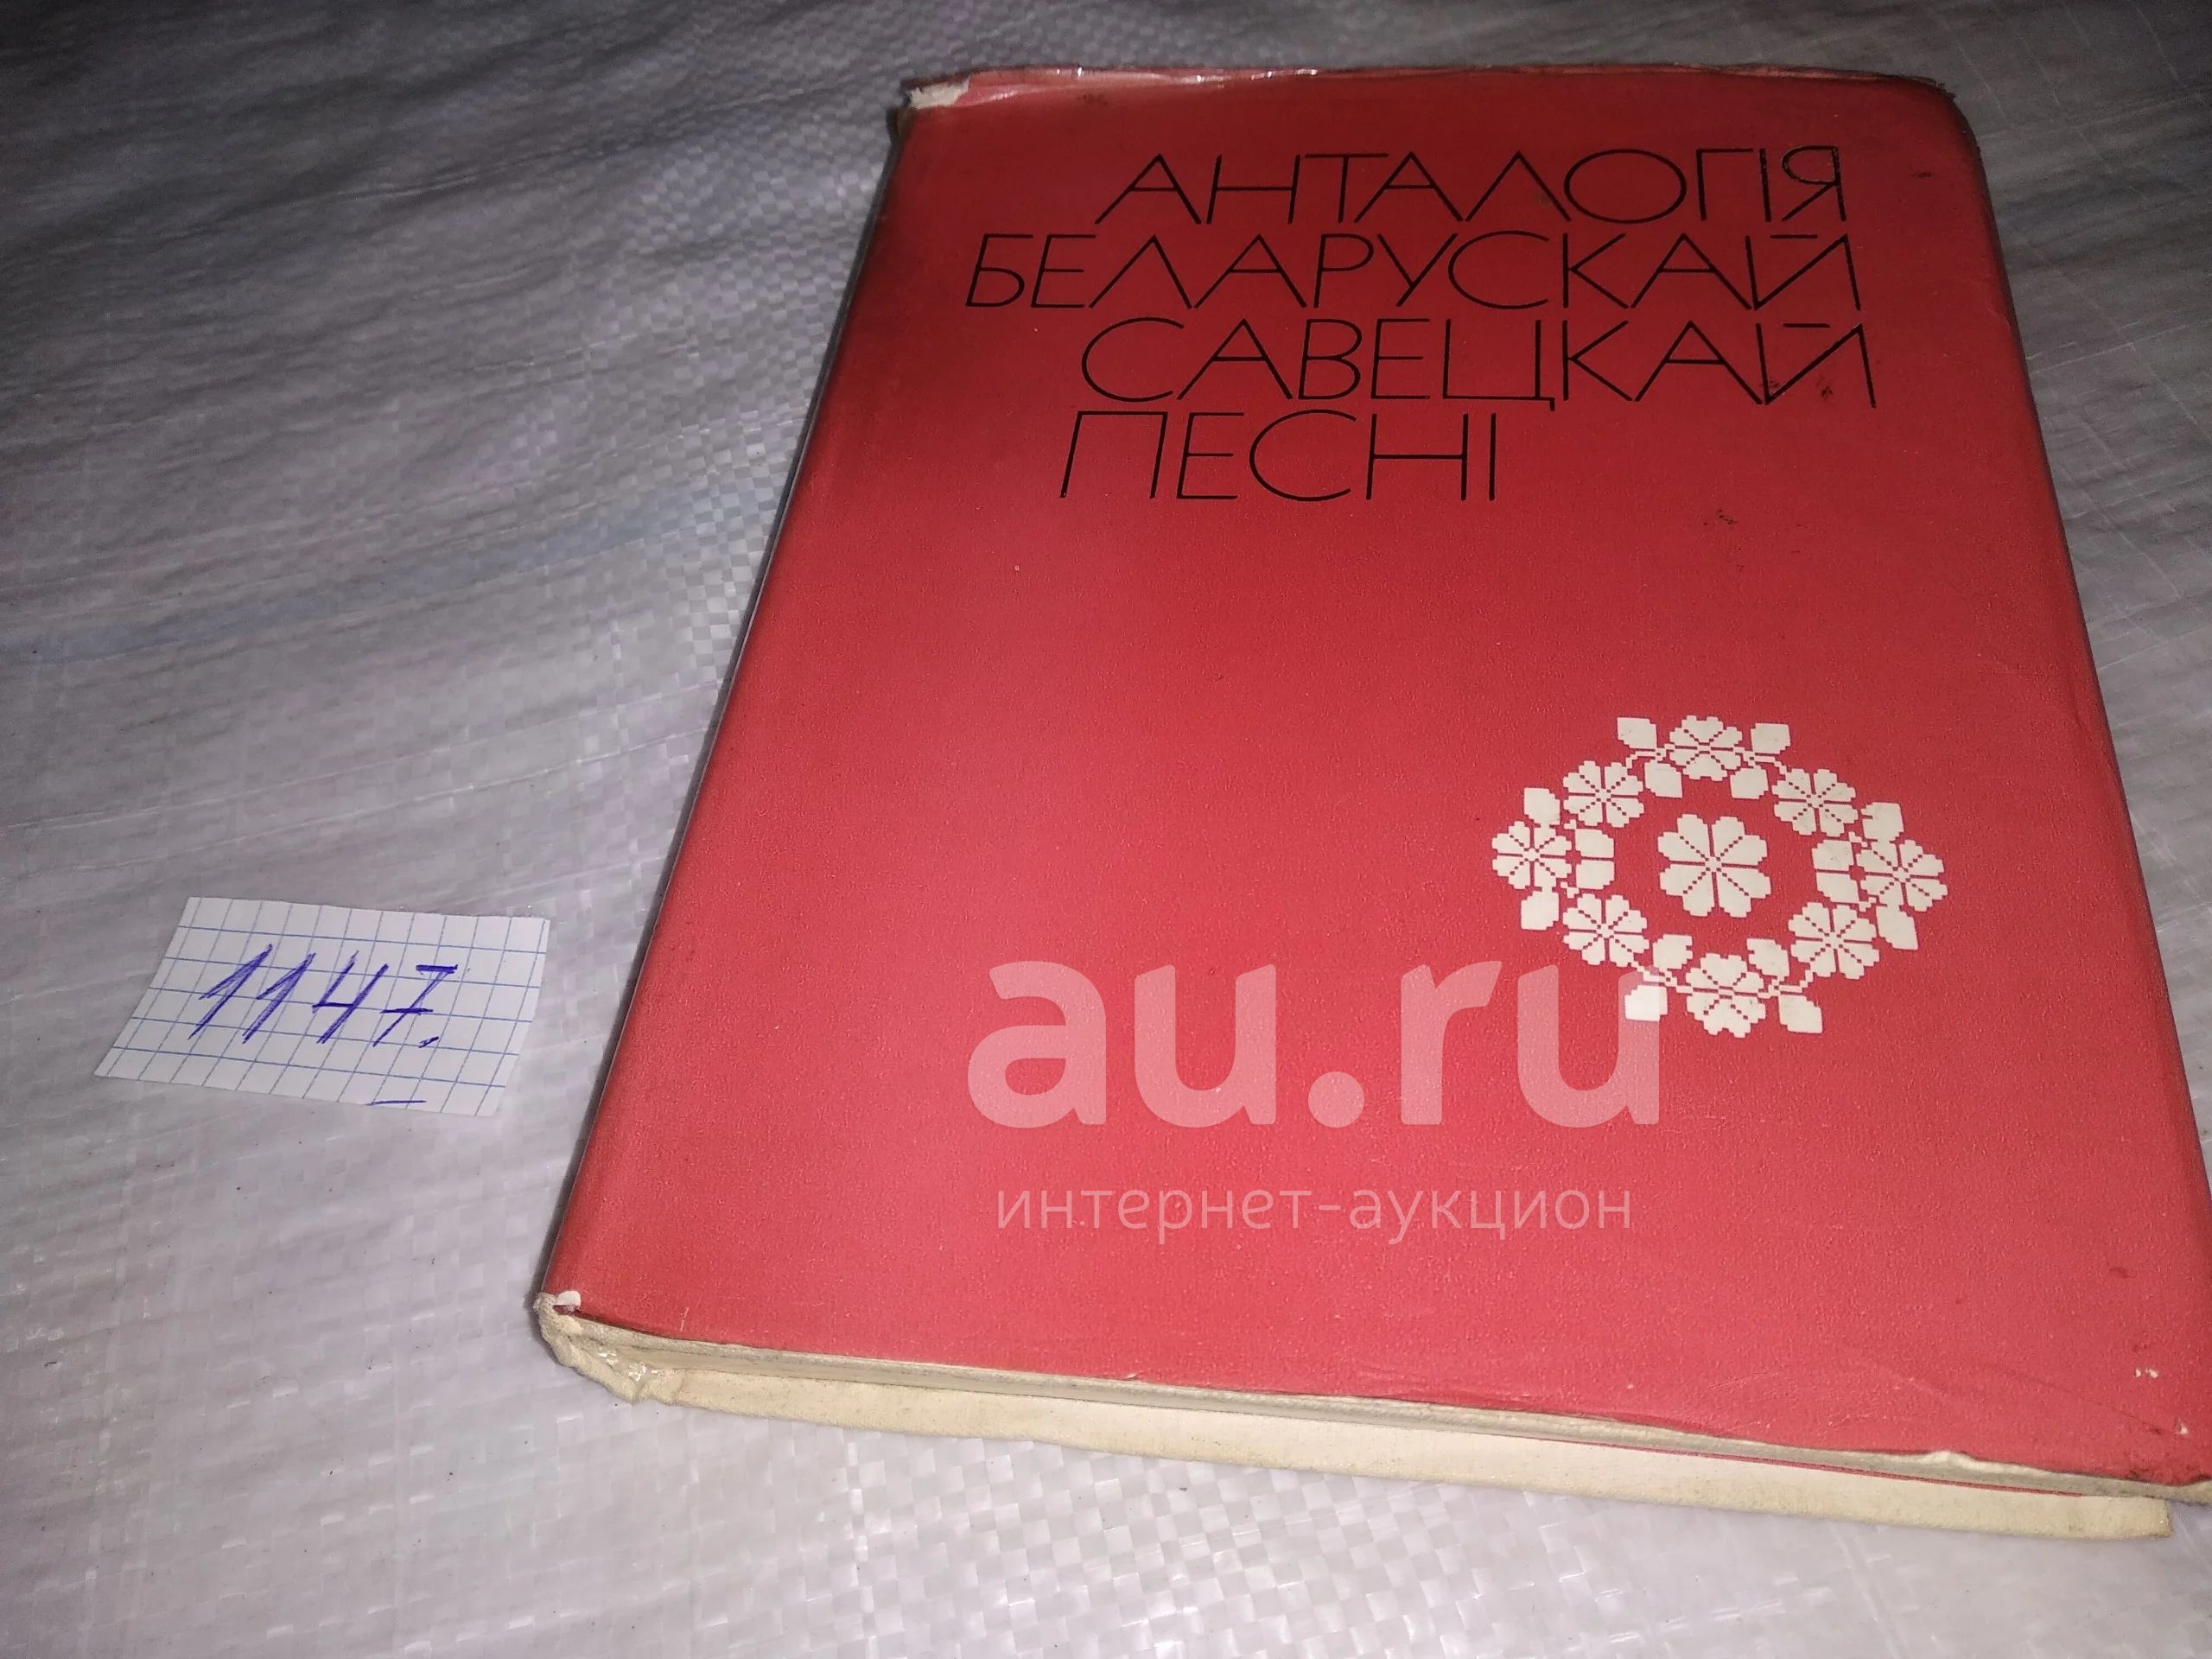 АНТАЛОГІЯ
БЕЛАРУСКАЙ
САВЕЦКАЙ
ПЕСНІ
1147.
au.ru
интернет-аукцион